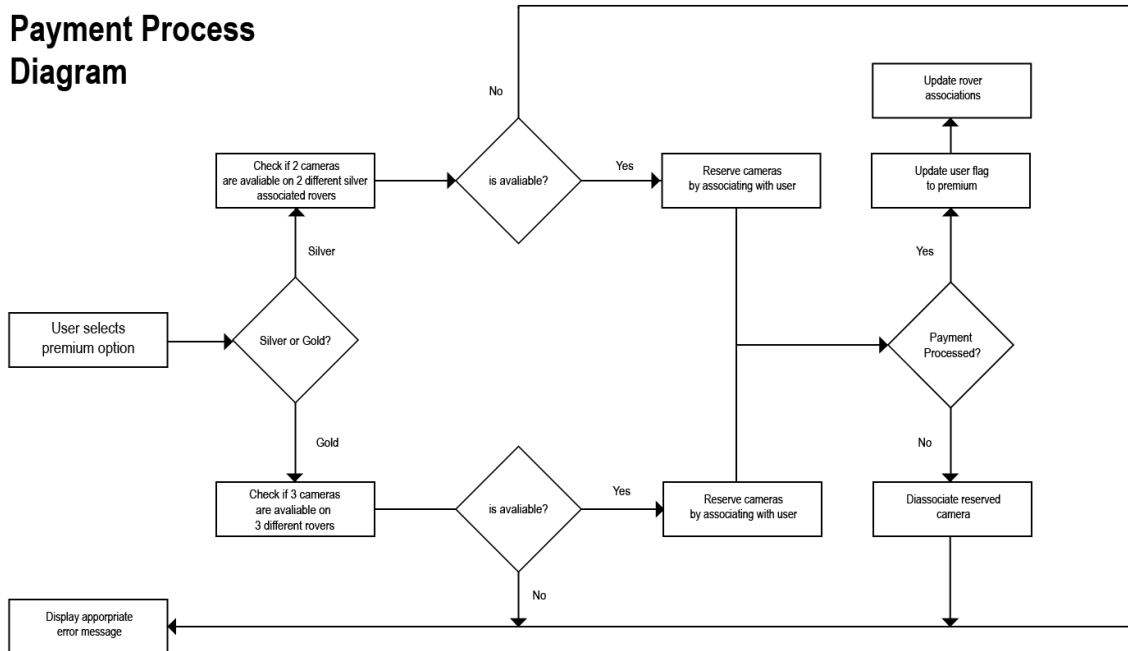 Payment Process
Diagram
No
Update rover
associations
Check if 2 cameras
are avaliable on 2 different silver
associated rovers
is avaliable?
Yes
Reserve cameras
by associating with user
Update user flag
to premium
Silver
Yes
User selects
premium option
Silver or Gold?
Payment
Processed?
Gold
No
Check if 3 cameras
are avaliable on
3 different rovers
is avaliable?
Yes
Reserve cameras
by associating with user
Diassociate reserved
camera
No
Display apporpriate
error message